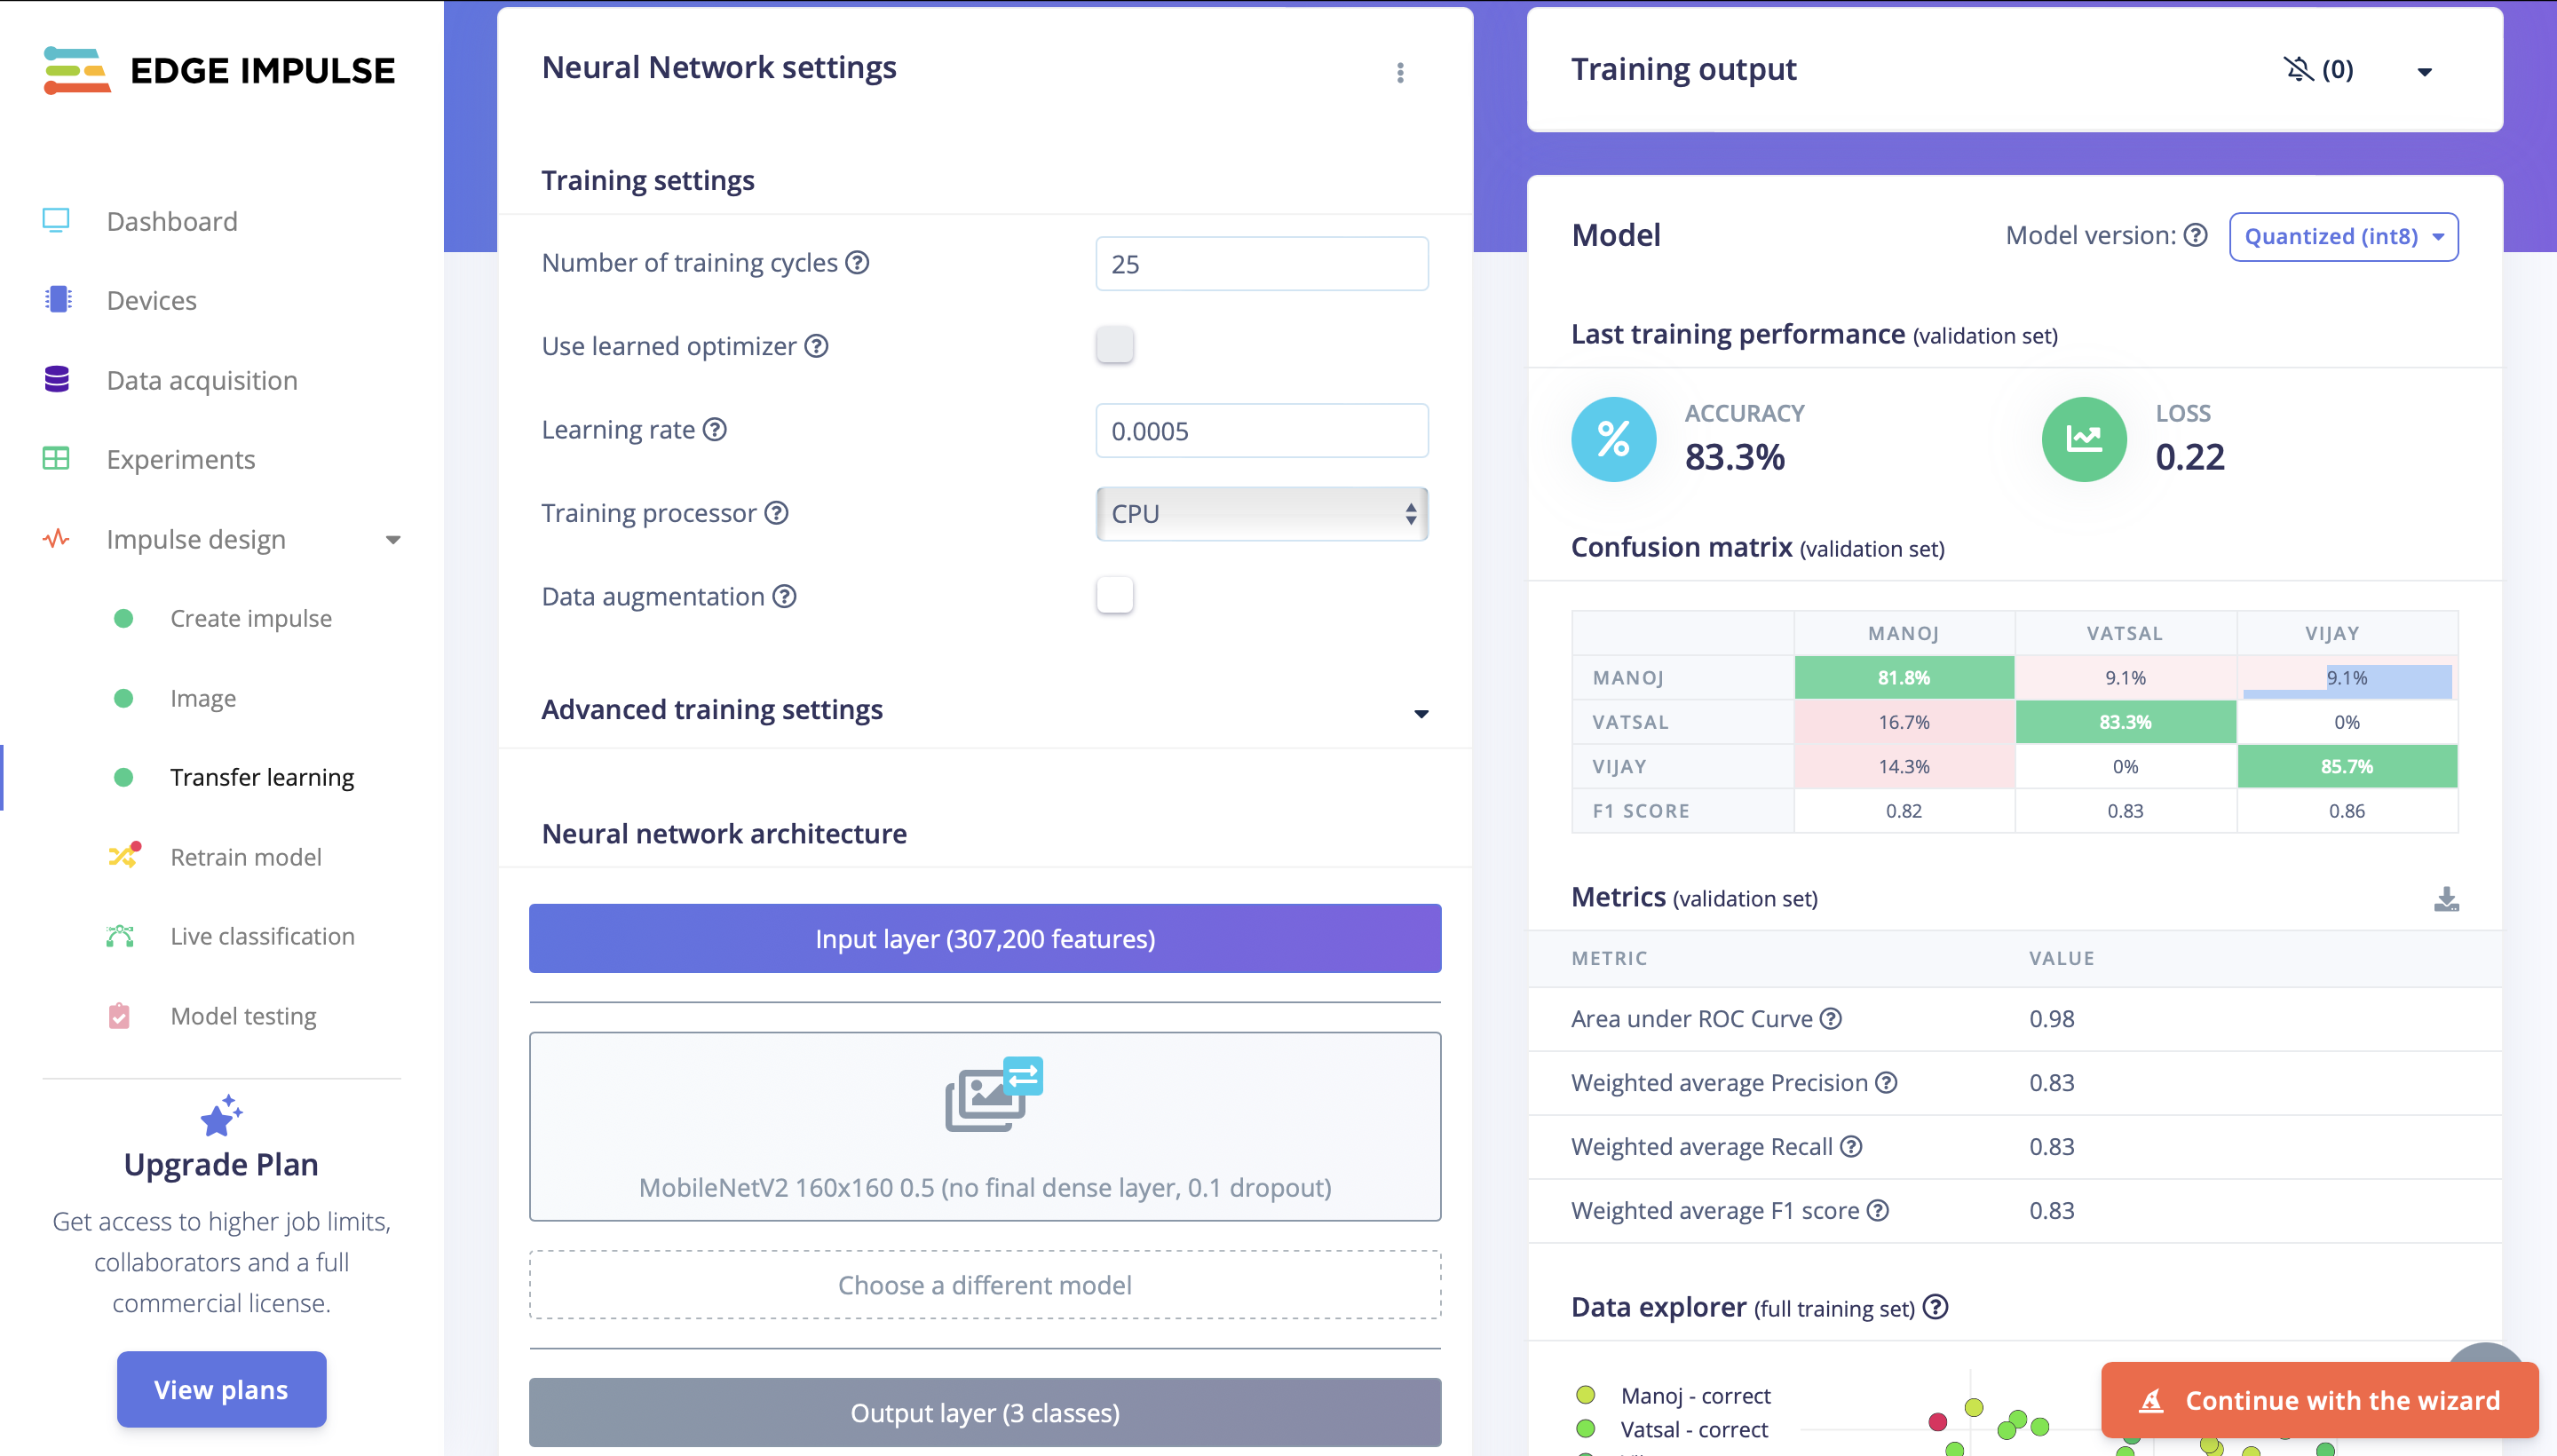 EDGE IMPULSE
Dashboard
Devices
Data acquisition
Experiments
Impulse design
Create impulse
Image
Transfer learning
Retrain model
Live classification
Model testing
Upgrade Plan
Get access to higher job limits,
collaborators and a full
commercial license.
View plans
Neural Network settings
Training settings
Number of training cycles ?
25
Use learned optimizer ?
Learning rate ?
0.0005
Training processor ?
CPU
Data augmentation ?
Advanced training settings
Neural network architecture
Input layer (307,200 features)
MobileNetV2 160x160 0.5 (no final dense layer, 0.1 dropout)
Choose a different model
Output layer (3 classes)
Training output (0)
Model Model version: ? Quantized (int8)
Last training performance (validation set)
% ACCURACY
83.3%
LOSS
0.22
Confusion matrix (validation set)
MANOJ VATSAL VIJAY
MANOJ 81.8% 9.1% 9.1%
VATSAL 16.7% 83.3% 0%
VIJAY 14.3% 0% 85.7%
F1 SCORE 0.82 0.83 0.86
Metrics (validation set)
METRIC VALUE
Area under ROC Curve ? 0.98
Weighted average Precision ? 0.83
Weighted average Recall ? 0.83
Weighted average F1 score ? 0.83
Data explorer (full training set) ?
Manoj - correct
Vatsal - correct
Continue with the wizard